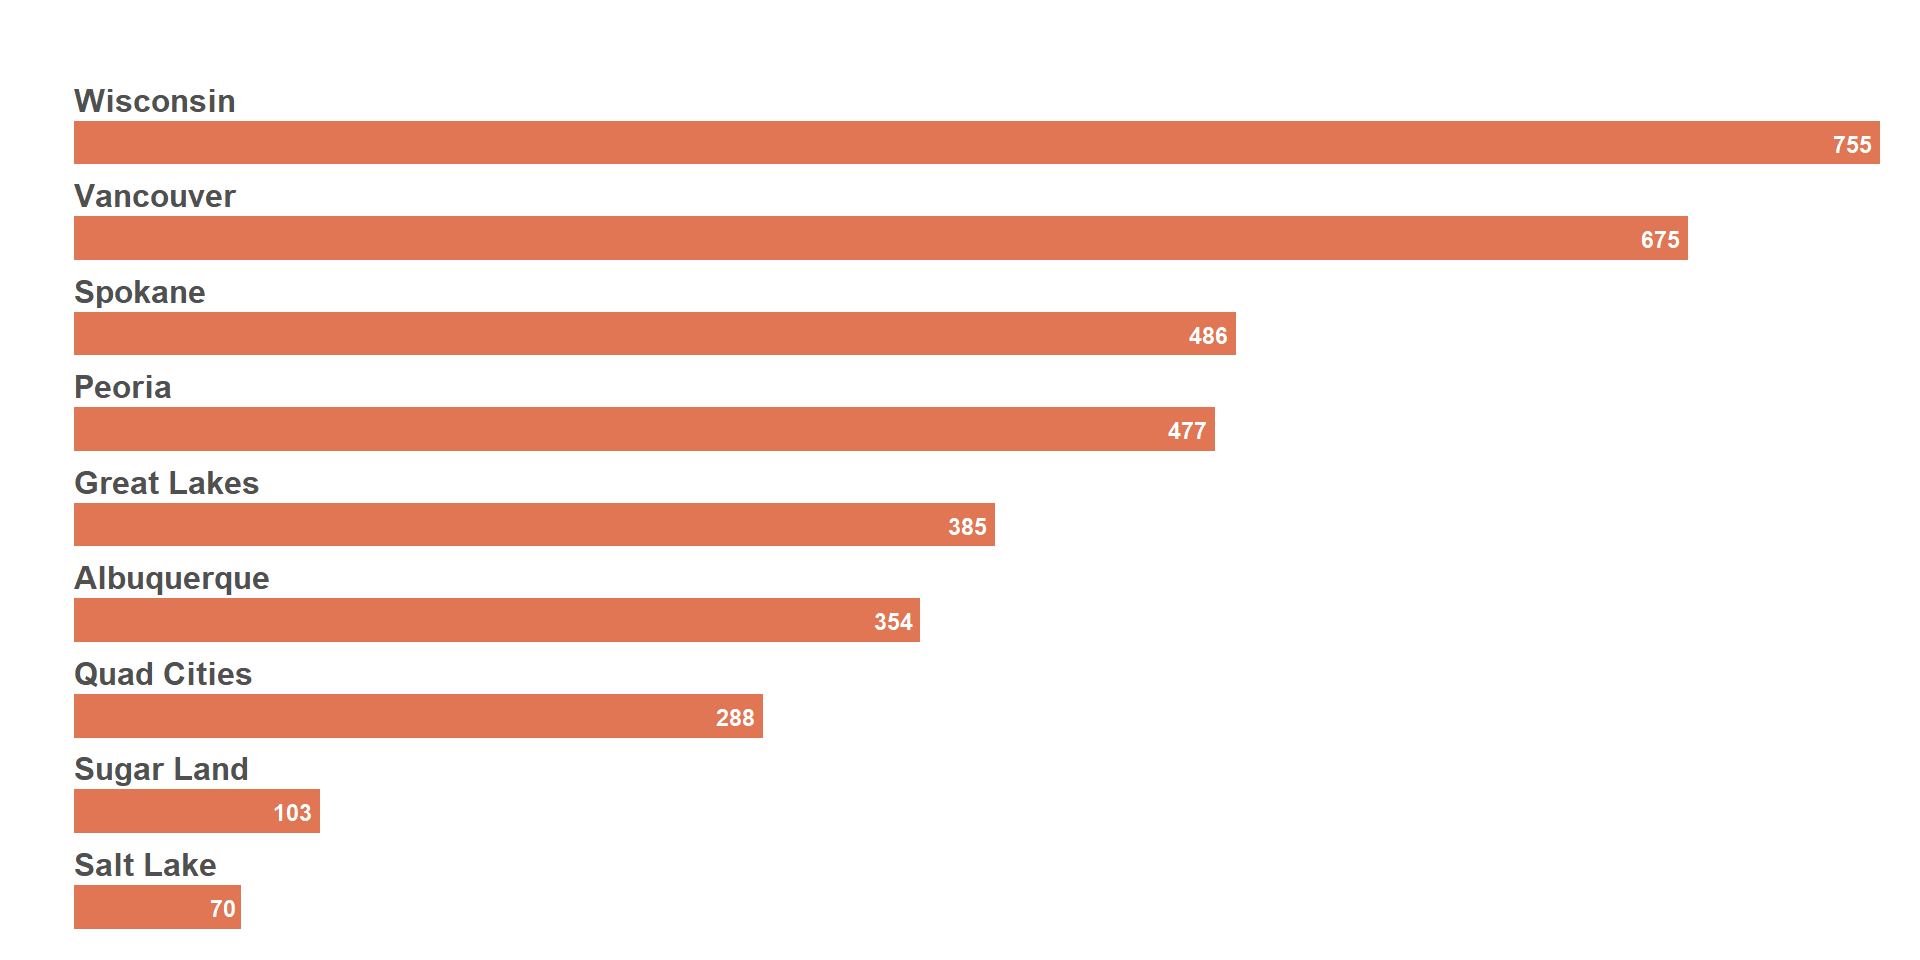 Wisconsin
755
Vancouver
675
Spokane
486
Peoria
477
Great Lakes
385
Albuquerque
354
Quad Cities
288
Sugar Land
103
Salt Lake
70